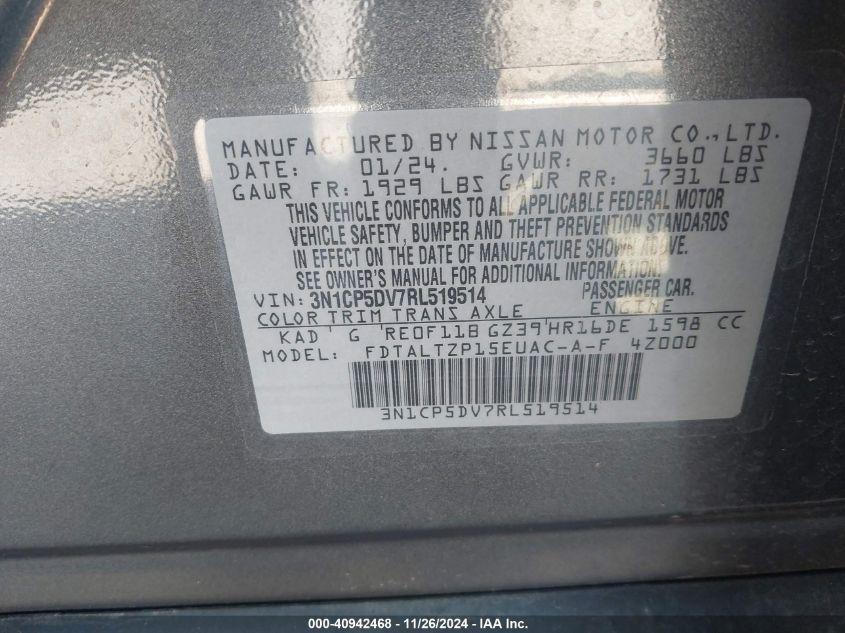 MANUFACTURED BY NISSAN MOTOR CO.,LTD.
DATE: 01/24. GVWR: 3660 LBS
GAWR FR: 1929 LBS GAWR RR: 1731 LBS
THIS VEHICLE CONFORMS TO ALL APPLICABLE FEDERAL MOTOR
VEHICLE SAFETY, BUMPER AND THEFT PREVENTION STANDARDS
IN EFFECT ON THE DATE OF MANUFACTURE SHOWN ABOVE.
SEE OWNER'S MANUAL FOR ADDITIONAL INFORMATION.
VIN: 3N1CP5DV7RL519514 PASSENGER CAR.
COLOR TRIM TRANS AXLE ENGINE
KAD G RE0F11B GZ39 HR16DE 1598 CC
MODEL: FDTALTZP15EUAC-A-F 4Z000
3N1CP5DV7RL519514
000-40942468 | 11/26/2024 - IAA Inc.